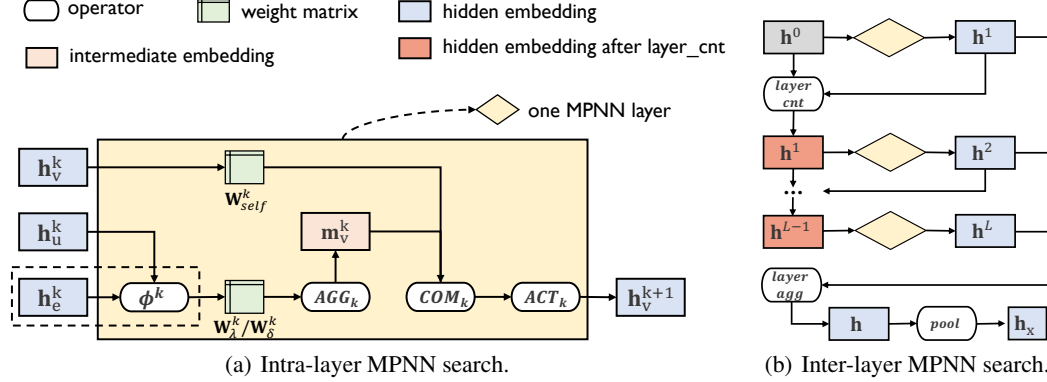 operator
weight matrix
hidden embedding
intermediate embedding
hidden embedding after layer_cnt
one MPNN layer
h_v^k
W_self^k
h_u^k
m_v^k
h_e^k
ϕ^k
W_λ^k/W_δ^k
AGG_k
COM_k
ACT_k
h_v^{k+1}
(a) Intra-layer MPNN search.
h^0
h^1
layer
cnt
h^1
h^2
...
h^{L-1}
h^L
layer
agg
h
pool
h_x
(b) Inter-layer MPNN search.